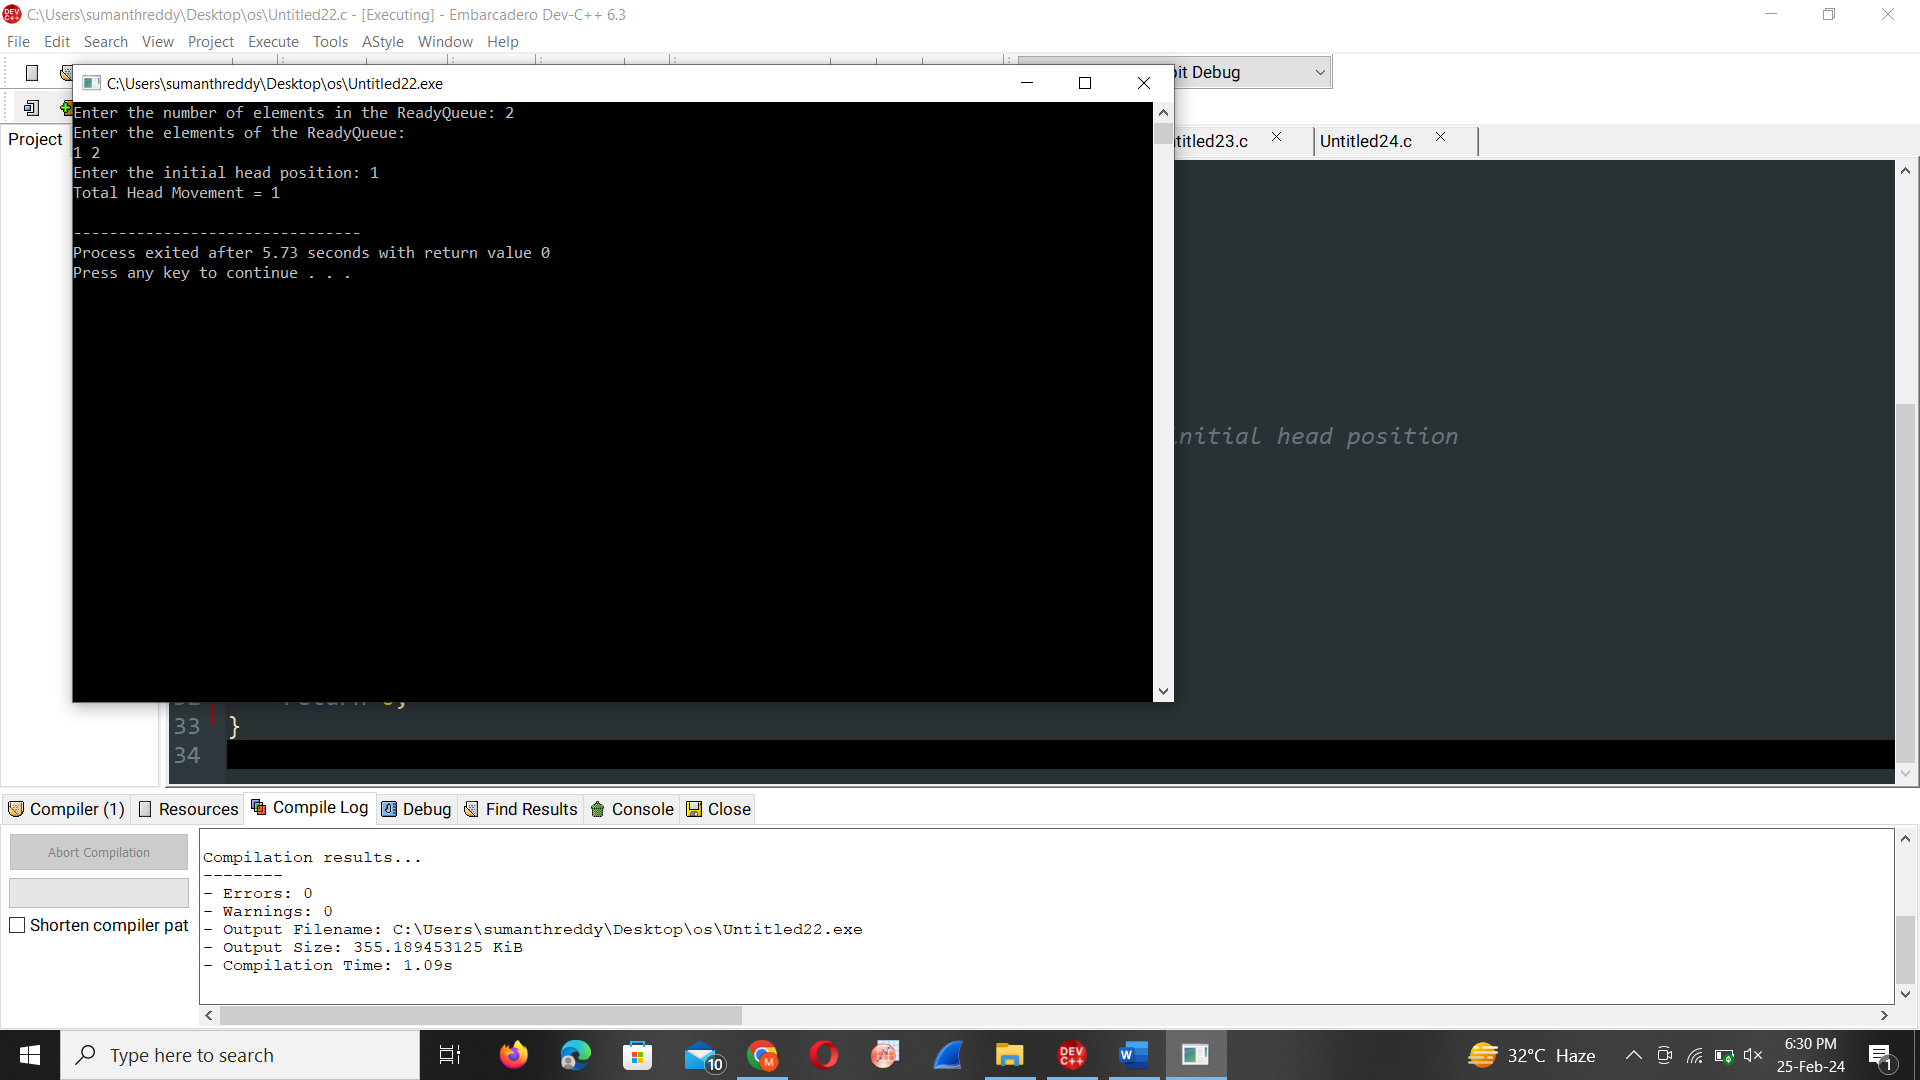 C:\Users\sumanthreddy\Desktop\os\Untitled22.c - [Executing] - Embarcadero Dev-C++ 6.3
File Edit Search View Project Execute Tools AStyle Window Help
it Debug
C:\Users\sumanthreddy\Desktop\os\Untitled22.exe
Project
titled23.c Untitled24.c
Enter the number of elements in the ReadyQueue: 2
Enter the elements of the ReadyQueue:
1 2
Enter the initial head position: 1
Total Head Movement = 1
--------------------------------
Process exited after 5.73 seconds with return value 0
Press any key to continue . . .
initial head position
33 }
34
Compiler (1) Resources Compile Log Debug Find Results Console Close
Abort Compilation
Shorten compiler pat
Compilation results...
--------
- Errors: 0
- Warnings: 0
- Output Filename: C:\Users\sumanthreddy\Desktop\os\Untitled22.exe
- Output Size: 355.189453125 KiB
- Compilation Time: 1.09s
Type here to search
10
DEV C++
32°C Haze
6:30 PM
25-Feb-24
1